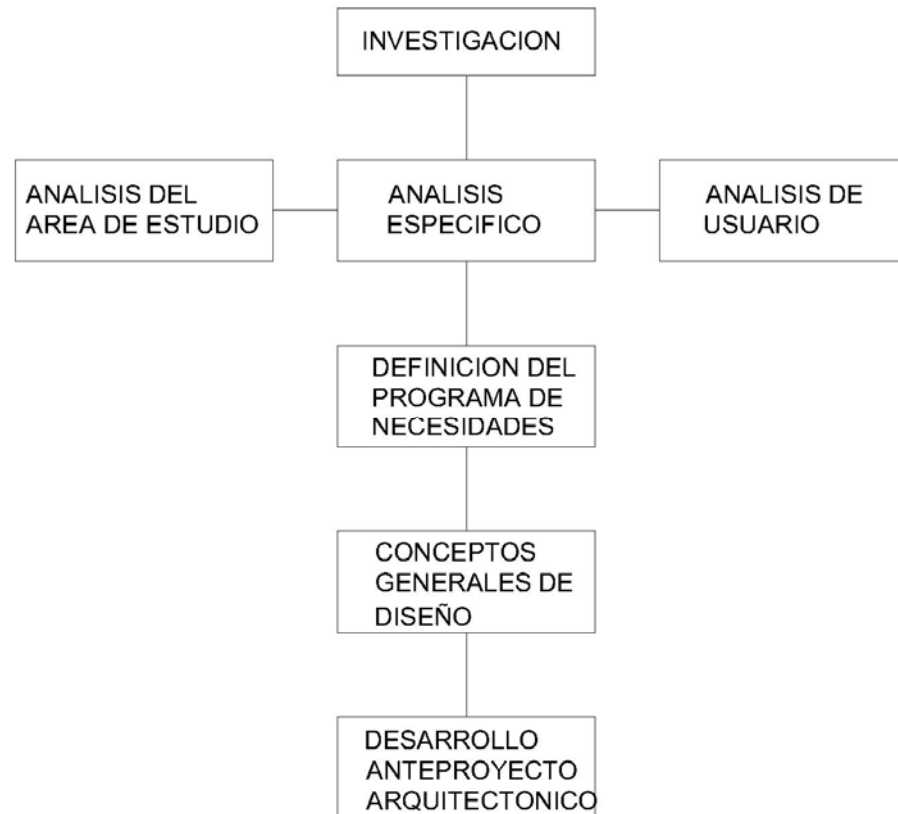 INVESTIGACION
ANALISIS DEL
AREA DE ESTUDIO
ANALISIS
ESPECIFICO
ANALISIS DE
USUARIO
DEFINICION DEL
PROGRAMA DE
NECESIDADES
CONCEPTOS
GENERALES DE
DISEÑO
DESARROLLO
ANTEPROYECTO
ARQUITECTONICO